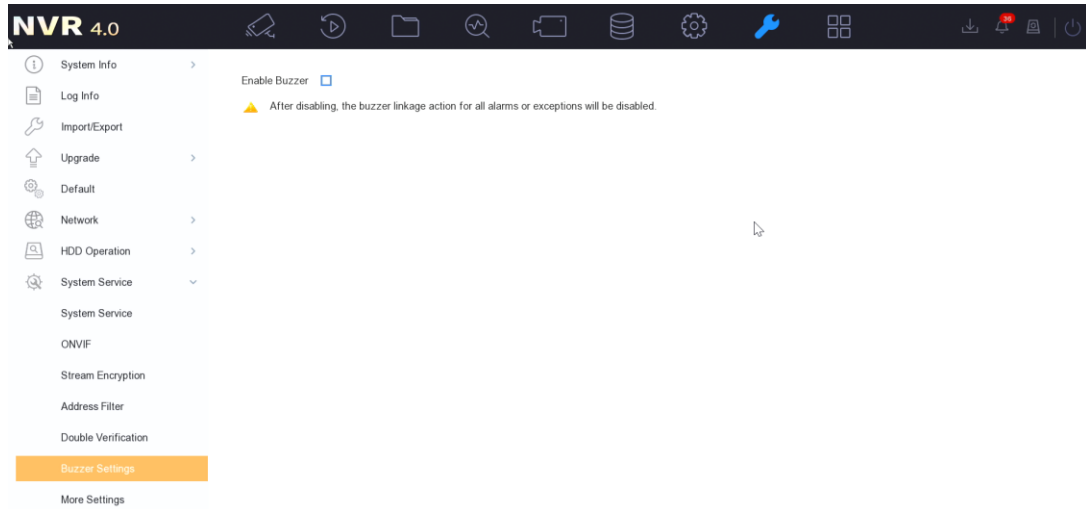 NVR 4.0
36
System Info
Log Info
Import/Export
Upgrade
Default
Network
HDD Operation
System Service
System Service
ONVIF
Stream Encryption
Address Filter
Double Verification
Buzzer Settings
More Settings
Enable Buzzer
After disabling, the buzzer linkage action for all alarms or exceptions will be disabled.